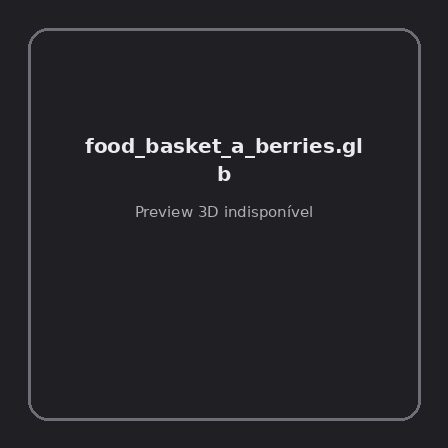 food_basket_a_berries.gl
b
Preview 3D indisponível